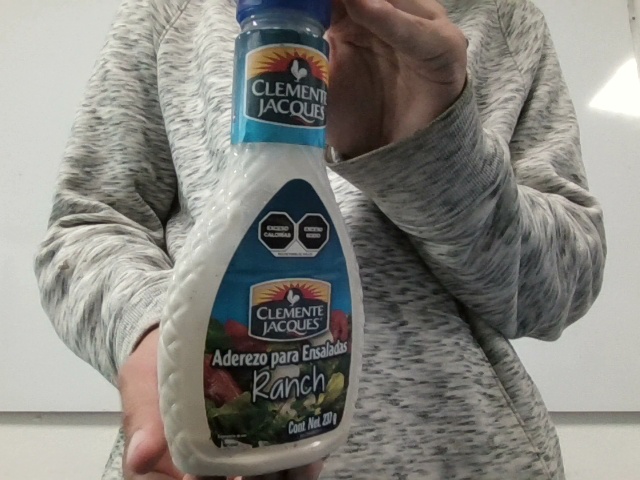 CLEMENTE
JACQUES
EXCESO
CALORÍAS
EXCESO
SODIO
CLEMENTE
JACQUES
Aderezo para Ensaladas
Ranch
Cont. Net. 237 g